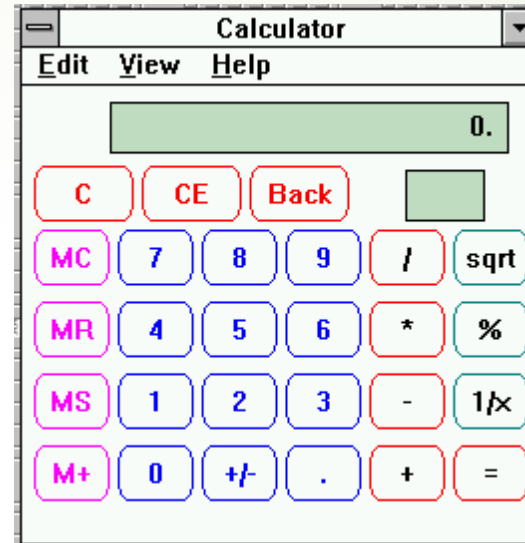 Calculator
Edit View Help
0.
C CE Back
MC 7 8 9 / sqrt
MR 4 5 6 * %
MS 1 2 3 - 1/x
M+ 0 +/- . + =